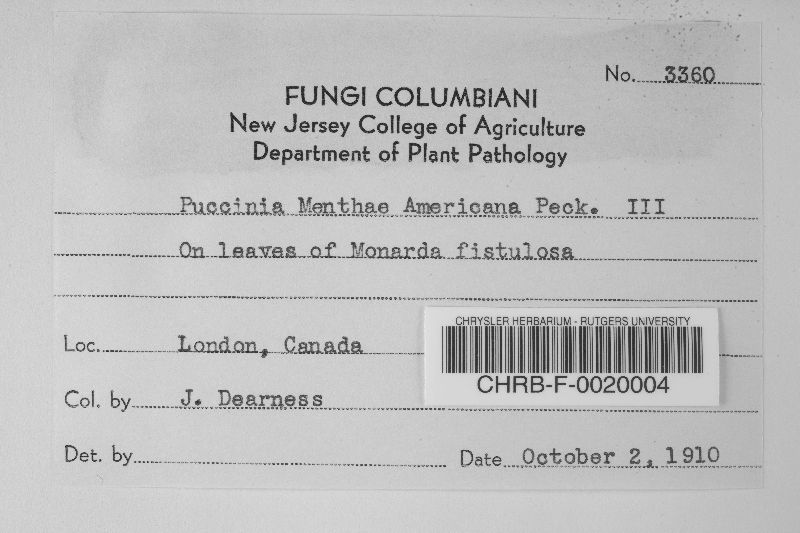 No. 3360
FUNGI COLUMBIANI
New Jersey College of Agriculture
Department of Plant Pathology
Puccinia Menthae Americana Peck. III
On leaves of Monarda fistulosa
CHRYSLER HERBARIUM - RUTGERS UNIVERSITY
Loc. London, Canada
CHRB-F-0020004
Col. by J. Dearness
Det. by Date October 2, 1910